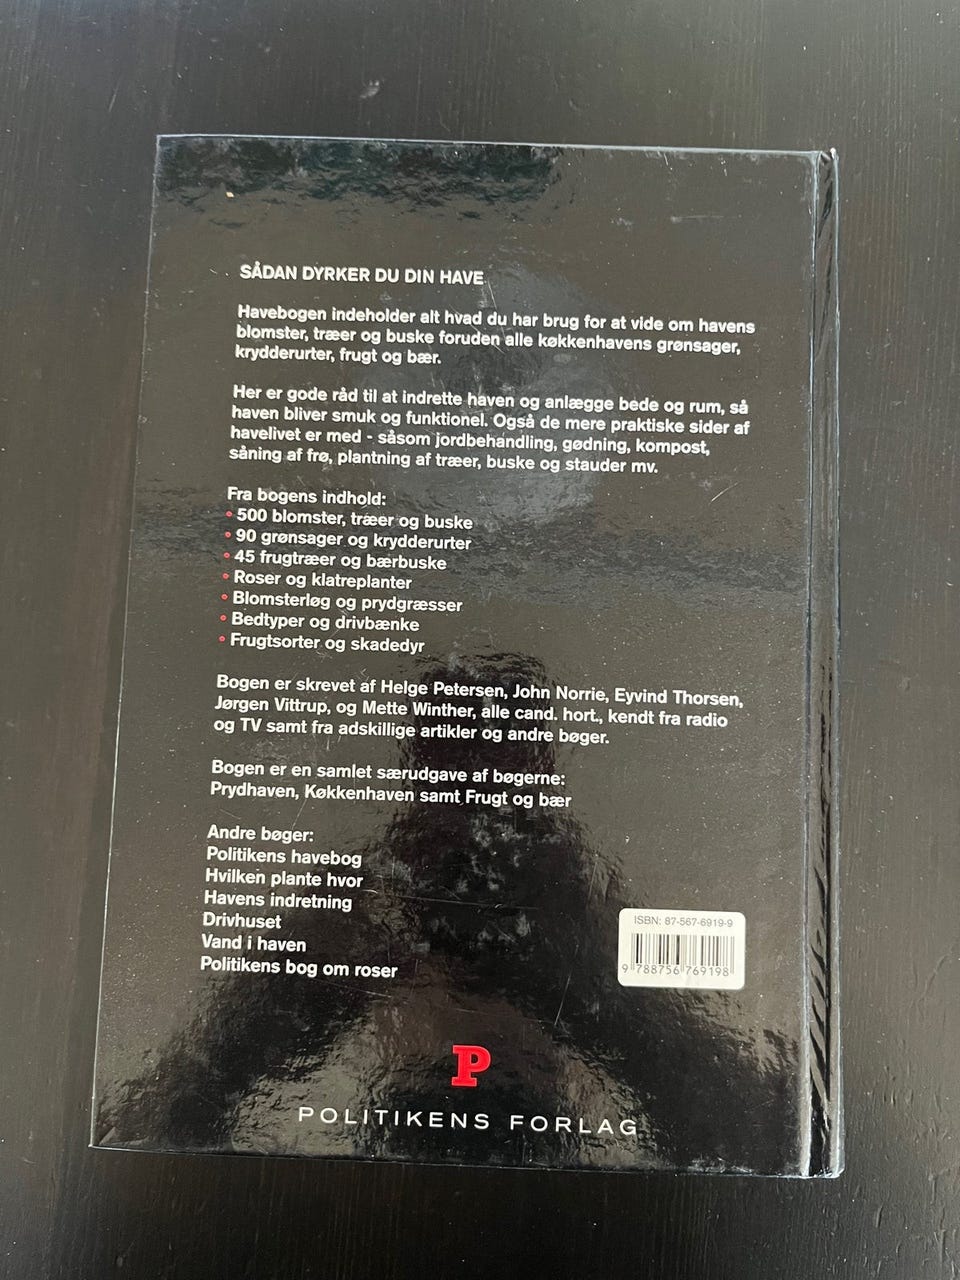 SÅDAN DYRKER DU DIN HAVE
Havebogen indeholder alt hvad du har brug for at vide om havens
blomster, træer og buske foruden alle køkkenhavens grønsager,
krydderurter, frugt og bær.
Her er gode råd til at indrette haven og anlægge bede og rum, så
haven bliver smuk og funktionel. Også de mere praktiske sider af
havelivet er med - såsom jordbehandling, gødning, kompost,
såning af frø, plantning af træer, buske og stauder mv.
Fra bogens indhold:
• 500 blomster, træer og buske
• 90 grønsager og krydderurter
• 45 frugttræer og bærbuske
• Roser og klatreplanter
• Blomsterløg og prydgræsser
• Bedtyper og drivbænke
• Frugtsorter og skadedyr
Bogen er skrevet af Helge Petersen, John Norrie, Eyvind Thorsen,
Jørgen Vittrup, og Mette Winther, alle cand. hort., kendt fra radio
og TV samt fra adskillige artikler og andre bøger.
Bogen er en samlet særudgave af bøgerne:
Prydhaven, Køkkenhaven samt Frugt og bær
Andre bøger:
Politikens havebog
Hvilken plante hvor
Havens indretning
Drivhuset
Vand i haven
Politikens bog om roser
ISBN: 87-567-6919-9
9 788756 769198
P
POLITIKENS FORLAG